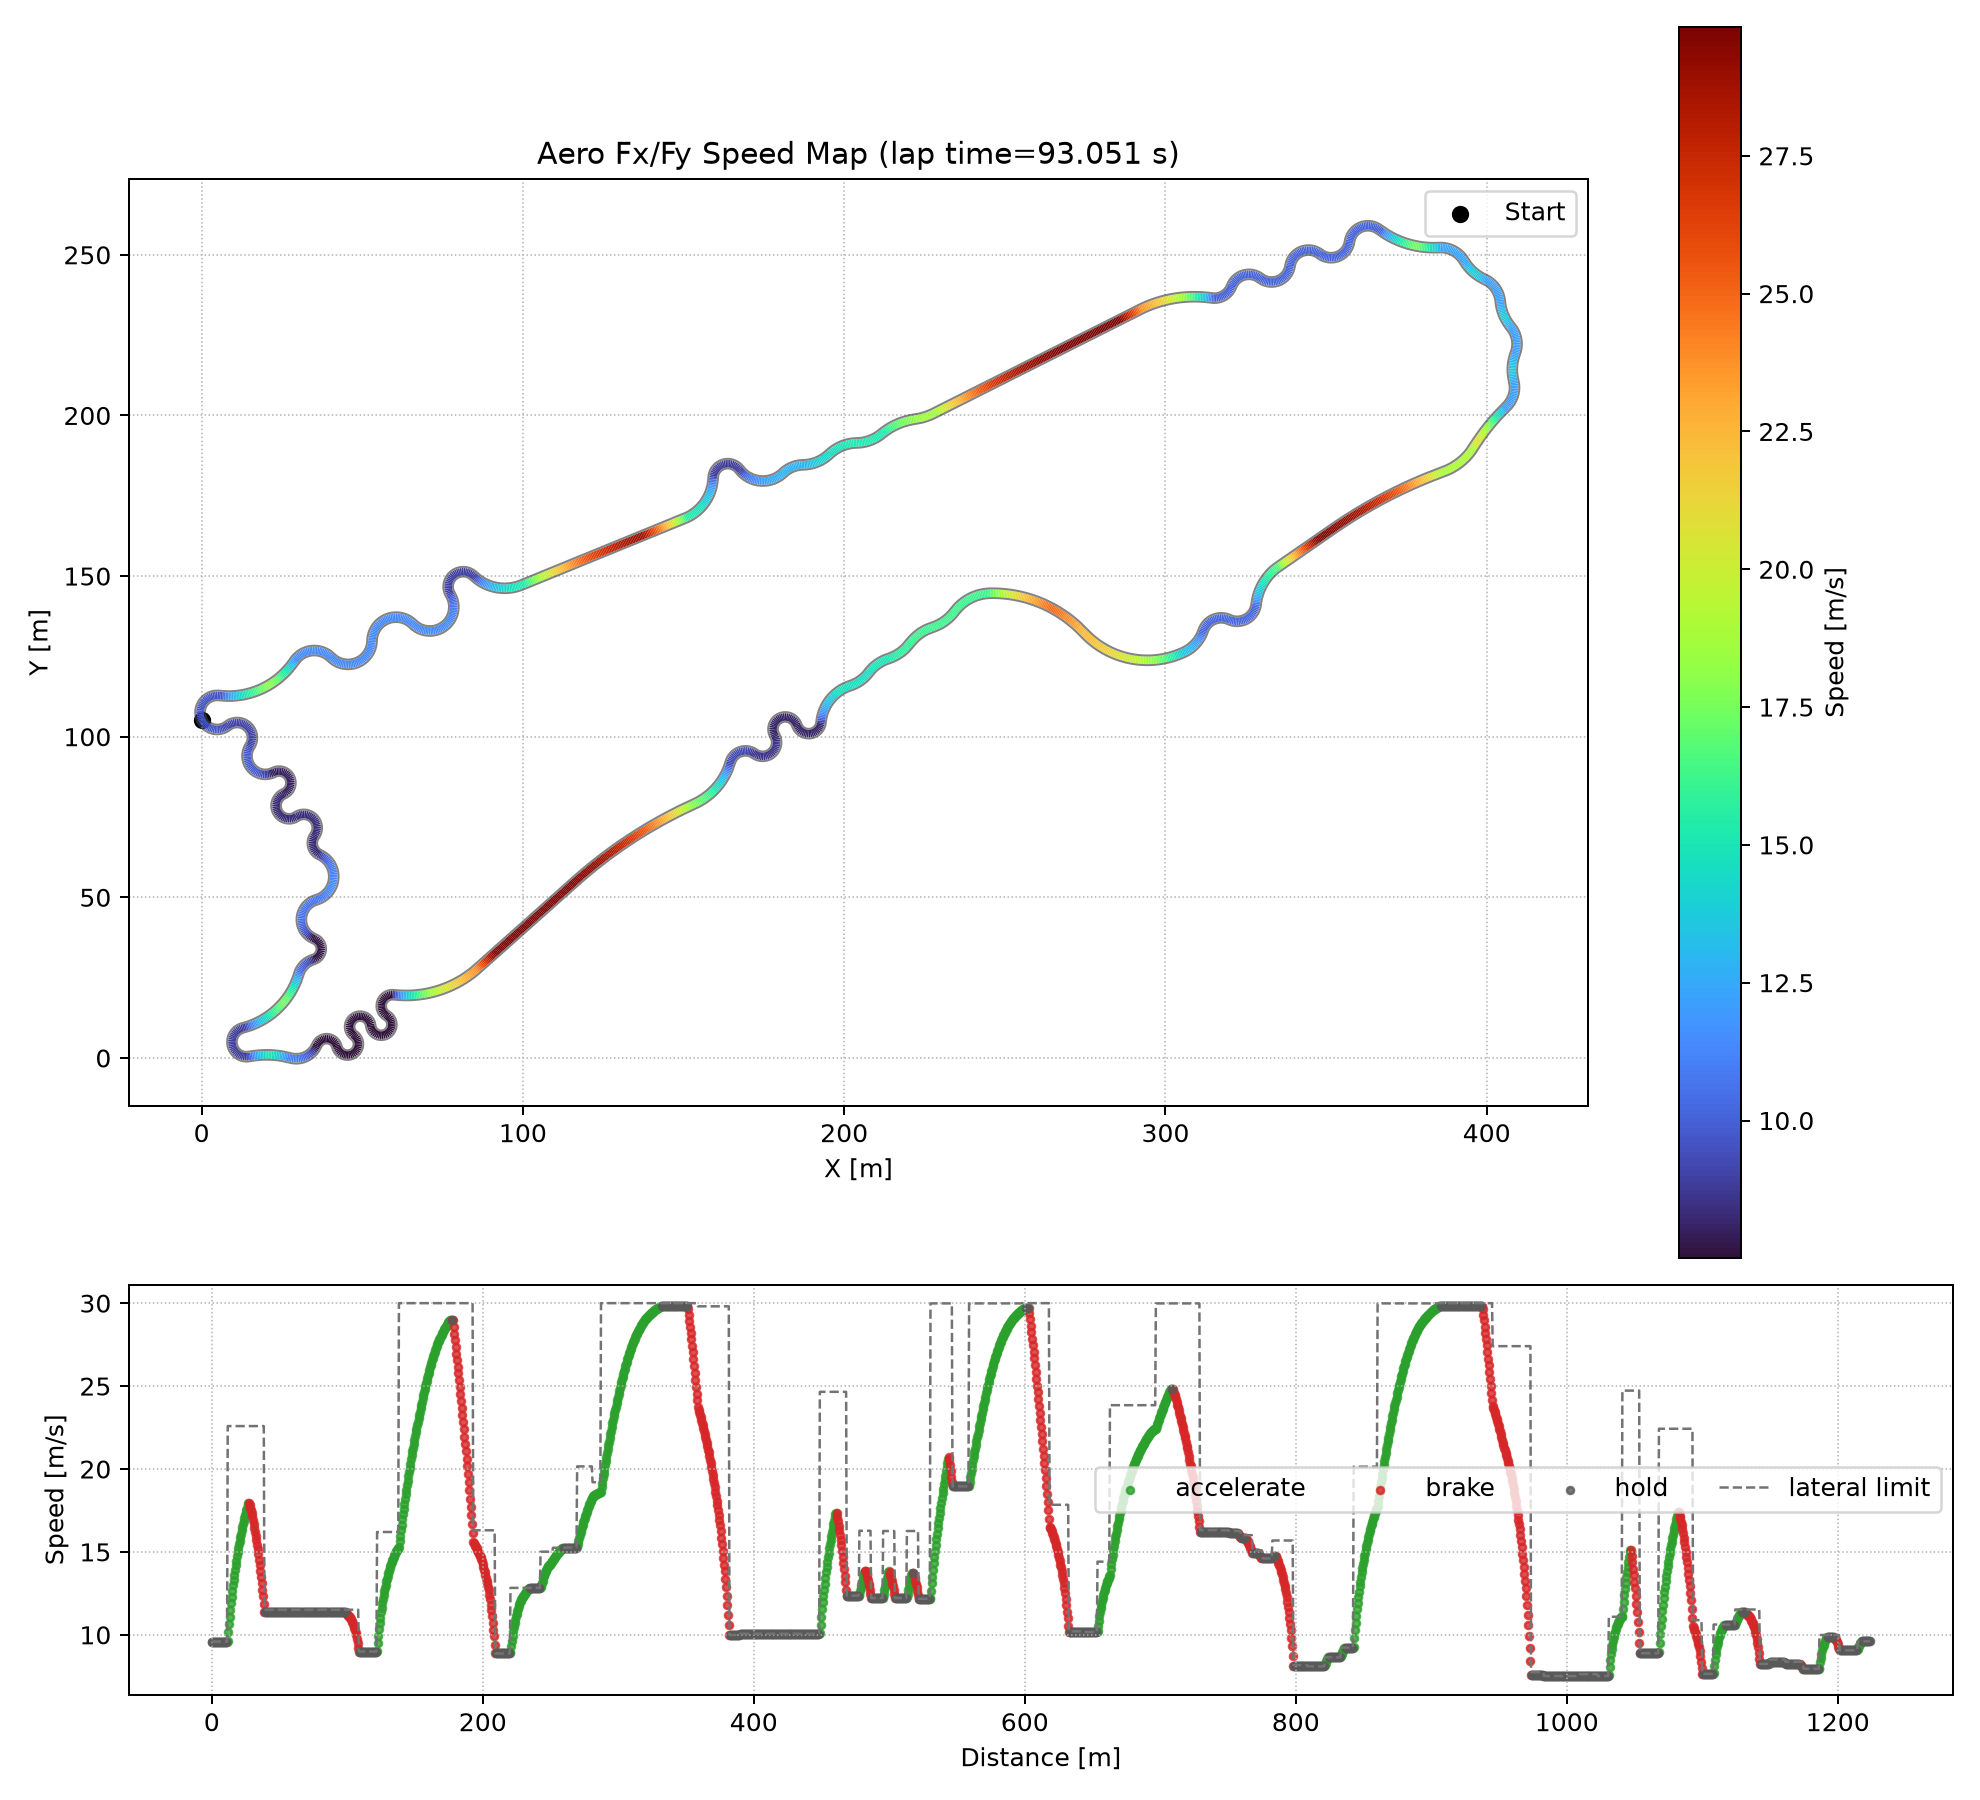 Aero Fx/Fy Speed Map (lap time=93.051 s)
Start
250
200
150
100
50
0
Y [m]
0
100
200
300
400
X [m]
27.5
25.0
22.5
20.0
17.5
15.0
12.5
10.0
Speed [m/s]
30
25
20
15
10
Speed [m/s]
accelerate
brake
hold
lateral limit
0
200
400
600
800
1000
1200
Distance [m]